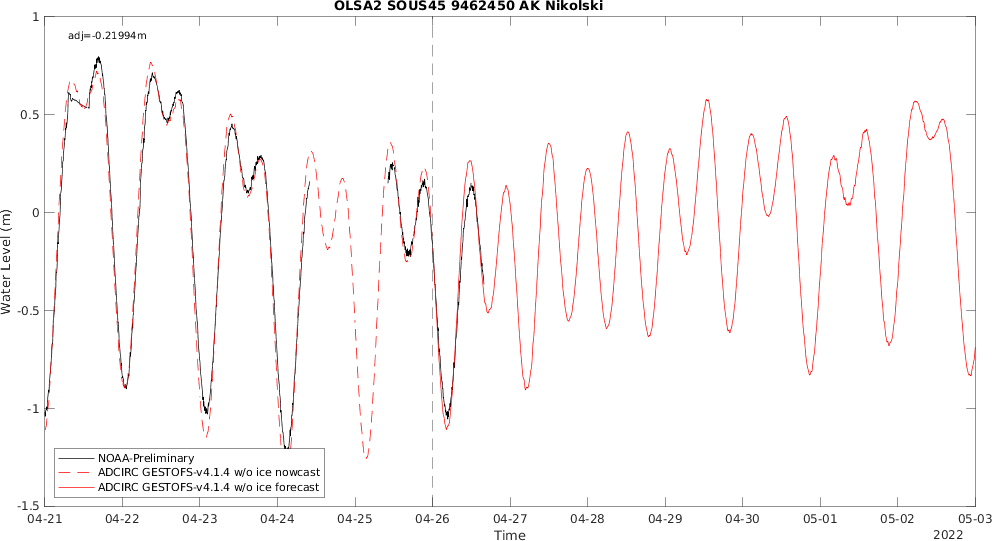 OLSA2 SOUS45 9462450 AK Nikolski
adj=-0.21994m
1
0.5
0
-0.5
-1
-1.5
Water Level (m)
NOAA-Preliminary
ADCIRC GESTOFS-v4.1.4 w/o ice nowcast
ADCIRC GESTOFS-v4.1.4 w/o ice forecast
04-21 04-22 04-23 04-24 04-25 04-26 04-27 04-28 04-29 04-30 05-01 05-02 05-03
Time
2022